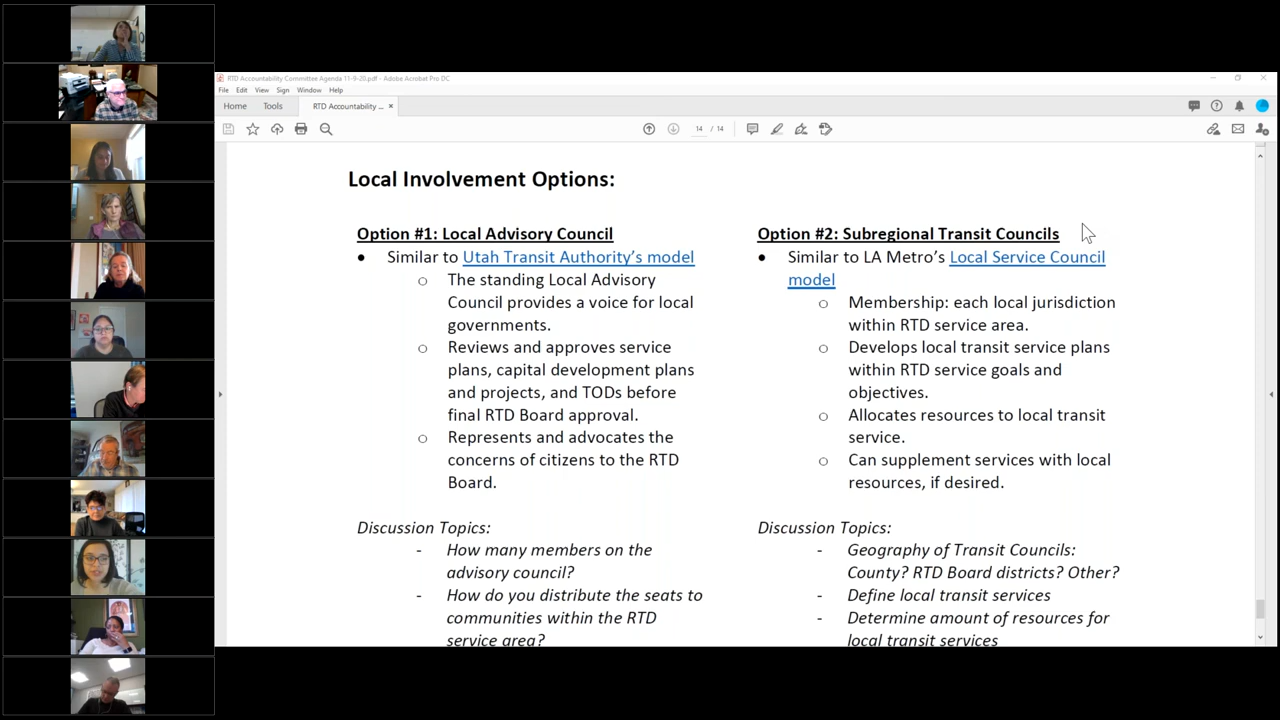 RTD Accountability Committee Agenda 11-9-20.pdf - Adobe Acrobat Pro DC
File Edit View Sign Window Help
Home Tools RTD Accountability ... ×
14 / 14
Local Involvement Options:
Option #1: Local Advisory Council
• Similar to Utah Transit Authority's model
o The standing Local Advisory
Council provides a voice for local
governments.
o Reviews and approves service
plans, capital development plans
and projects, and TODs before
final RTD Board approval.
o Represents and advocates the
concerns of citizens to the RTD
Board.
Discussion Topics:
- How many members on the
advisory council?
- How do you distribute the seats to
communities within the RTD
service area?
Option #2: Subregional Transit Councils
• Similar to LA Metro's Local Service Council
model
o Membership: each local jurisdiction
within RTD service area.
o Develops local transit service plans
within RTD service goals and
objectives.
o Allocates resources to local transit
service.
o Can supplement services with local
resources, if desired.
Discussion Topics:
- Geography of Transit Councils:
County? RTD Board districts? Other?
- Define local transit services
- Determine amount of resources for
local transit services